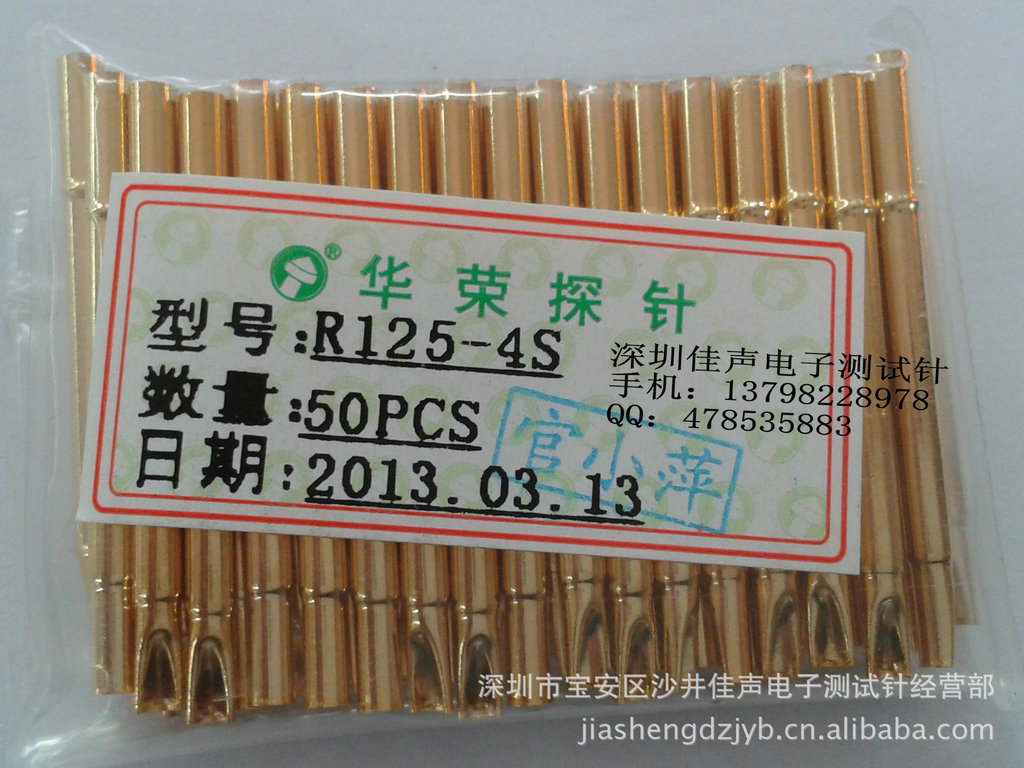 ® 华荣探针
型号:R125-4S
数量:50PCS
日期:2013.03.13
深圳佳声电子测试针
手机：13798228978
QQ：478535883
官小萍
深圳市宝安区沙井佳声电子测试针经营部
jiashengdzjyb.cn.alibaba.com